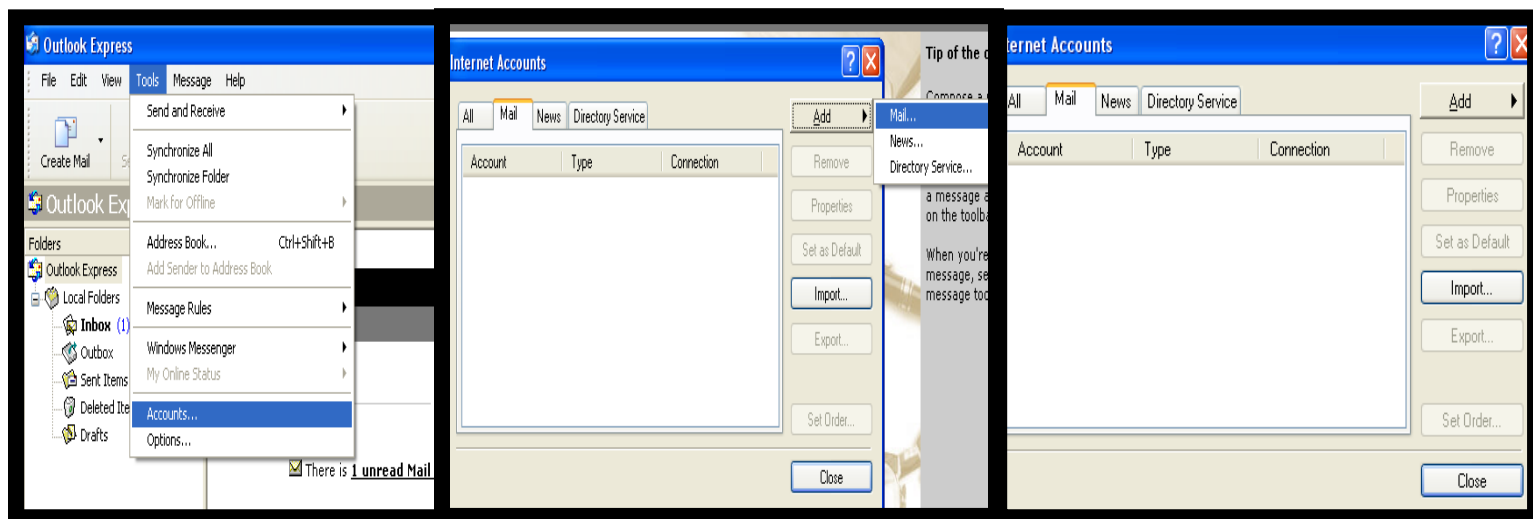 Outlook Express
File Edit View Tools Message Help
Create Mail
Send and Receive
Synchronize All
Synchronize Folder
Mark for Offline
Address Book... Ctrl+Shift+B
Add Sender to Address Book
Message Rules
Windows Messenger
My Online Status
Accounts...
Options...
Outlook Ex
Folders
Outlook Express
Local Folders
Inbox (1)
Outbox
Sent Items
Deleted Ite
Drafts
There is 1 unread Mail
Internet Accounts
All Mail News Directory Service
Account Type Connection
Add
Remove
Properties
Set as Default
Import...
Export...
Set Order...
Close
Mail...
News...
Directory Service...
Tip of the
a message a
on the toolba
When you're
message, se
message too
ternet Accounts
All Mail News Directory Service
Account Type Connection
Add
Remove
Properties
Set as Default
Import...
Export...
Set Order...
Close